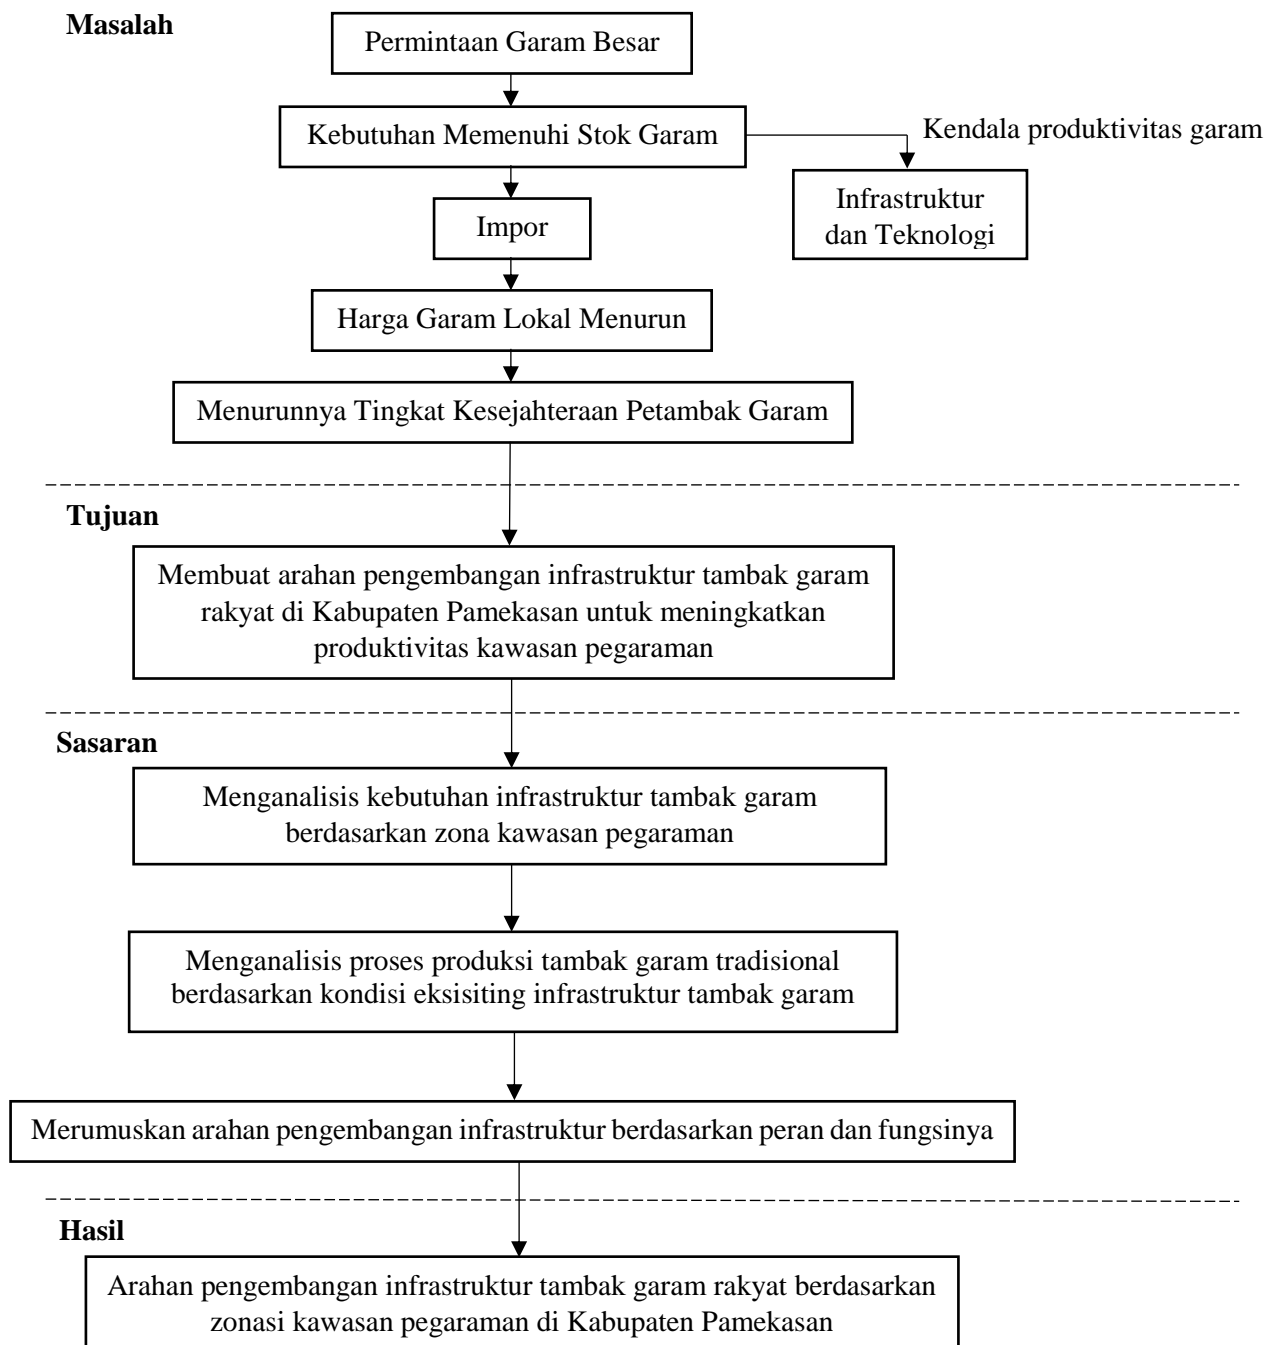 Masalah
Permintaan Garam Besar
Kebutuhan Memenuhi Stok Garam
Kendala produktivitas garam
Infrastruktur
dan Teknologi
Impor
Harga Garam Lokal Menurun
Menurunnya Tingkat Kesejahteraan Petambak Garam
Tujuan
Membuat arahan pengembangan infrastruktur tambak garam
rakyat di Kabupaten Pamekasan untuk meningkatkan
produktivitas kawasan pegaraman
Sasaran
Menganalisis kebutuhan infrastruktur tambak garam
berdasarkan zona kawasan pegaraman
Menganalisis proses produksi tambak garam tradisional
berdasarkan kondisi eksisiting infrastruktur tambak garam
Merumuskan arahan pengembangan infrastruktur berdasarkan peran dan fungsinya
Hasil
Arahan pengembangan infrastruktur tambak garam rakyat berdasarkan
zonasi kawasan pegaraman di Kabupaten Pamekasan